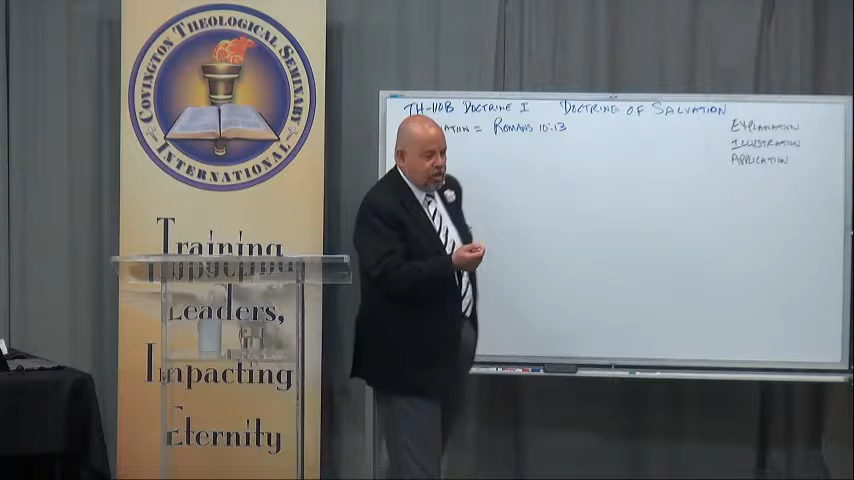 COVINGTON THEOLOGICAL SEMINARY
INTERNATIONAL
Training
Leaders,
Impacting
Eternity
TH-110B DOCTRINE I DOCTRINE OF SALVATION
= ROMANS 10:13
EXPLANATION
ILLUSTRATION
APPLICATION